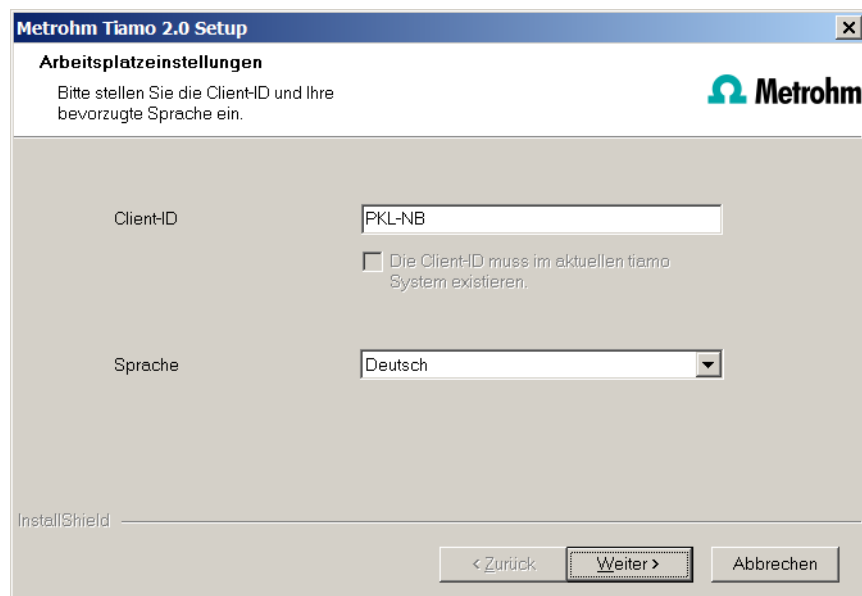 Metrohm Tiamo 2.0 Setup
Arbeitsplatzeinstellungen
Bitte stellen Sie die Client-ID und Ihre
bevorzugte Sprache ein.
Metrohm
Client-ID
PKL-NB
Die Client-ID muss im aktuellen tiamo
System existieren.
Sprache
Deutsch
InstallShield
< Zurück
Weiter >
Abbrechen